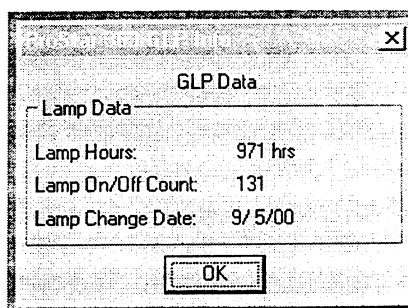 GLP Data
Lamp Data
Lamp Hours: 971 hrs
Lamp On/Off Count: 131
Lamp Change Date: 9/ 5/00
OK